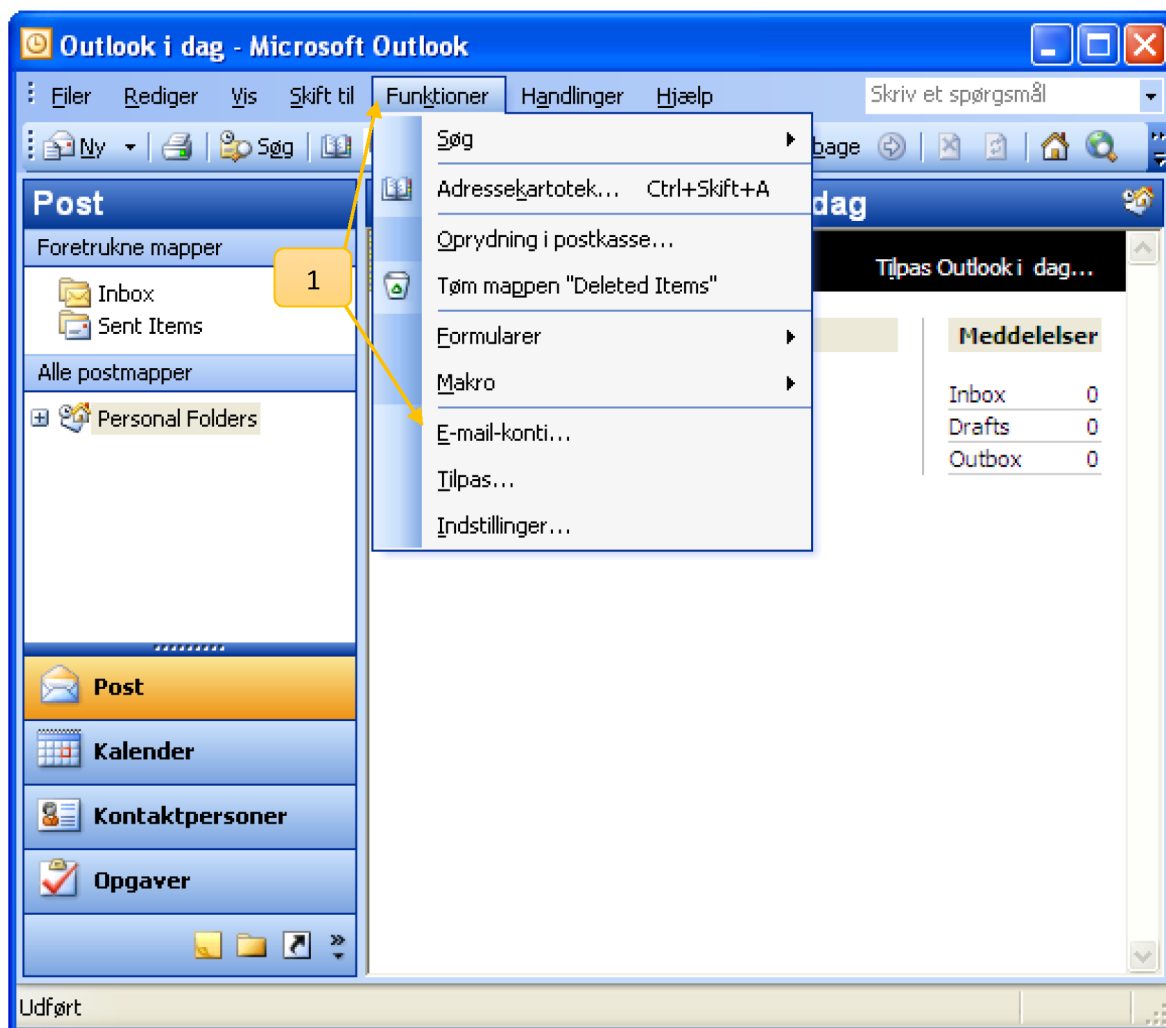 Outlook i dag - Microsoft Outlook
Filer Rediger Vis Skift til Funktioner Handlinger Hjælp Skriv et spørgsmål
Ny Søg bage
Post
dag
Foretrukne mapper
Inbox
Sent Items
Alle postmapper
Personal Folders
1
Søg
Adressekartotek... Ctrl+Skift+A
Oprydning i postkasse...
Tøm mappen "Deleted Items"
Formularer
Makro
E-mail-konti...
Tilpas...
Indstillinger...
Tilpas Outlook i dag...
Meddelelser
Inbox 0
Drafts 0
Outbox 0
Post
Kalender
Kontaktpersoner
Opgaver
Udført